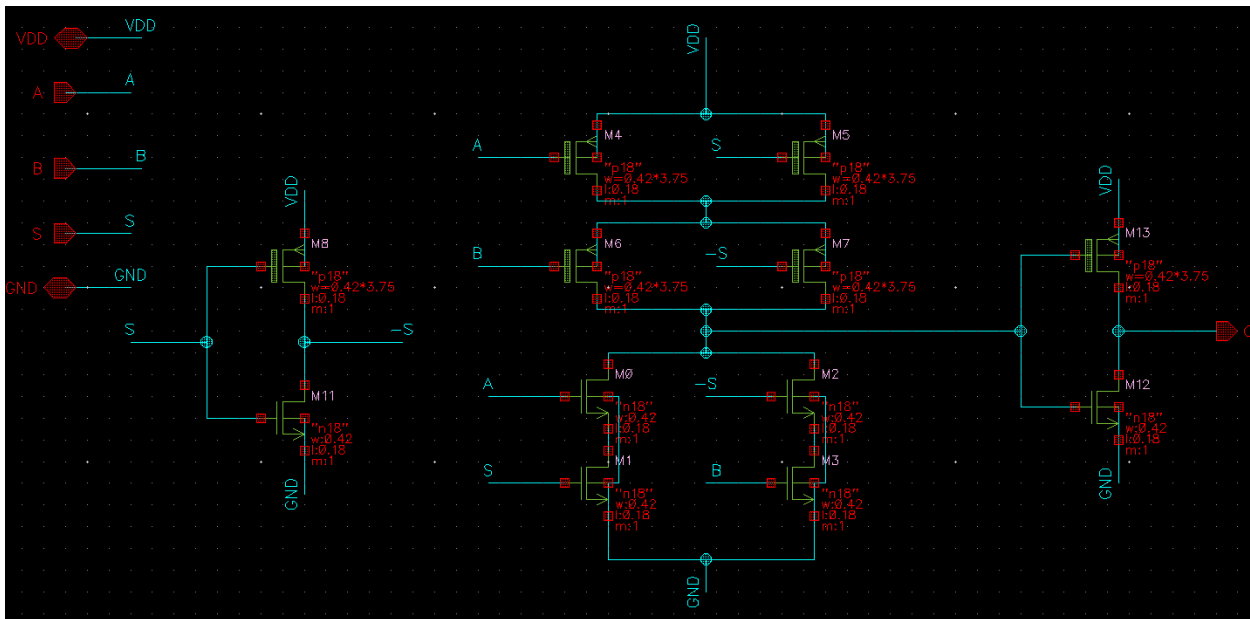 VDD VDD
A A
B B
S S
GND GND
VDD
M8
"p18"
w=0.42*3.75
l:0.18
m:1
S
-S
M11
"n18"
w:0.42
l:0.18
m:1
GND
VDD
A
M4
"p18"
w=0.42*3.75
l:0.18
m:1
S
M5
"p18"
w=0.42*3.75
l:0.18
m:1
B
M6
"p18"
w=0.42*3.75
l:0.18
m:1
-S
M7
"p18"
w=0.42*3.75
l:0.18
m:1
A
M0
"n18"
w:0.42
l:0.18
m:1
-S
M2
"n18"
w:0.42
l:0.18
m:1
S
M1
"n18"
w:0.42
l:0.18
m:1
B
M3
"n18"
w:0.42
l:0.18
m:1
GND
VDD
M13
"p18"
w=0.42*3.75
l:0.18
m:1
M12
"n18"
w:0.42
l:0.18
m:1
GND